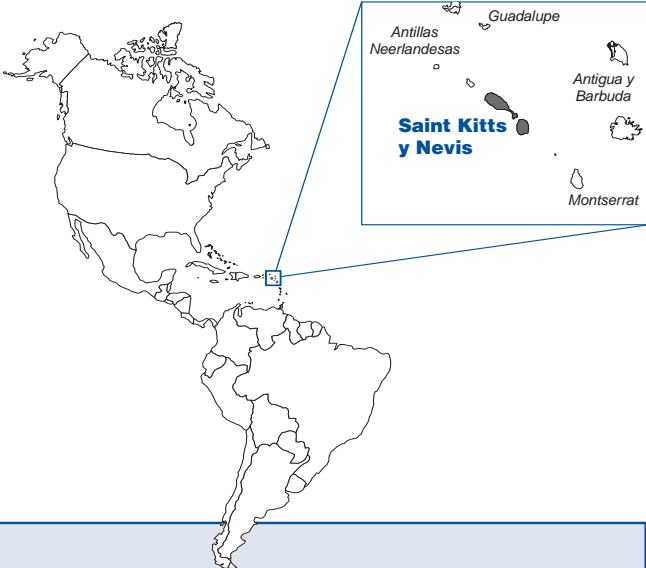 Guadalupe
Antillas
Neerlandesas
Antigua y
Barbuda
Saint Kitts
y Nevis
Montserrat